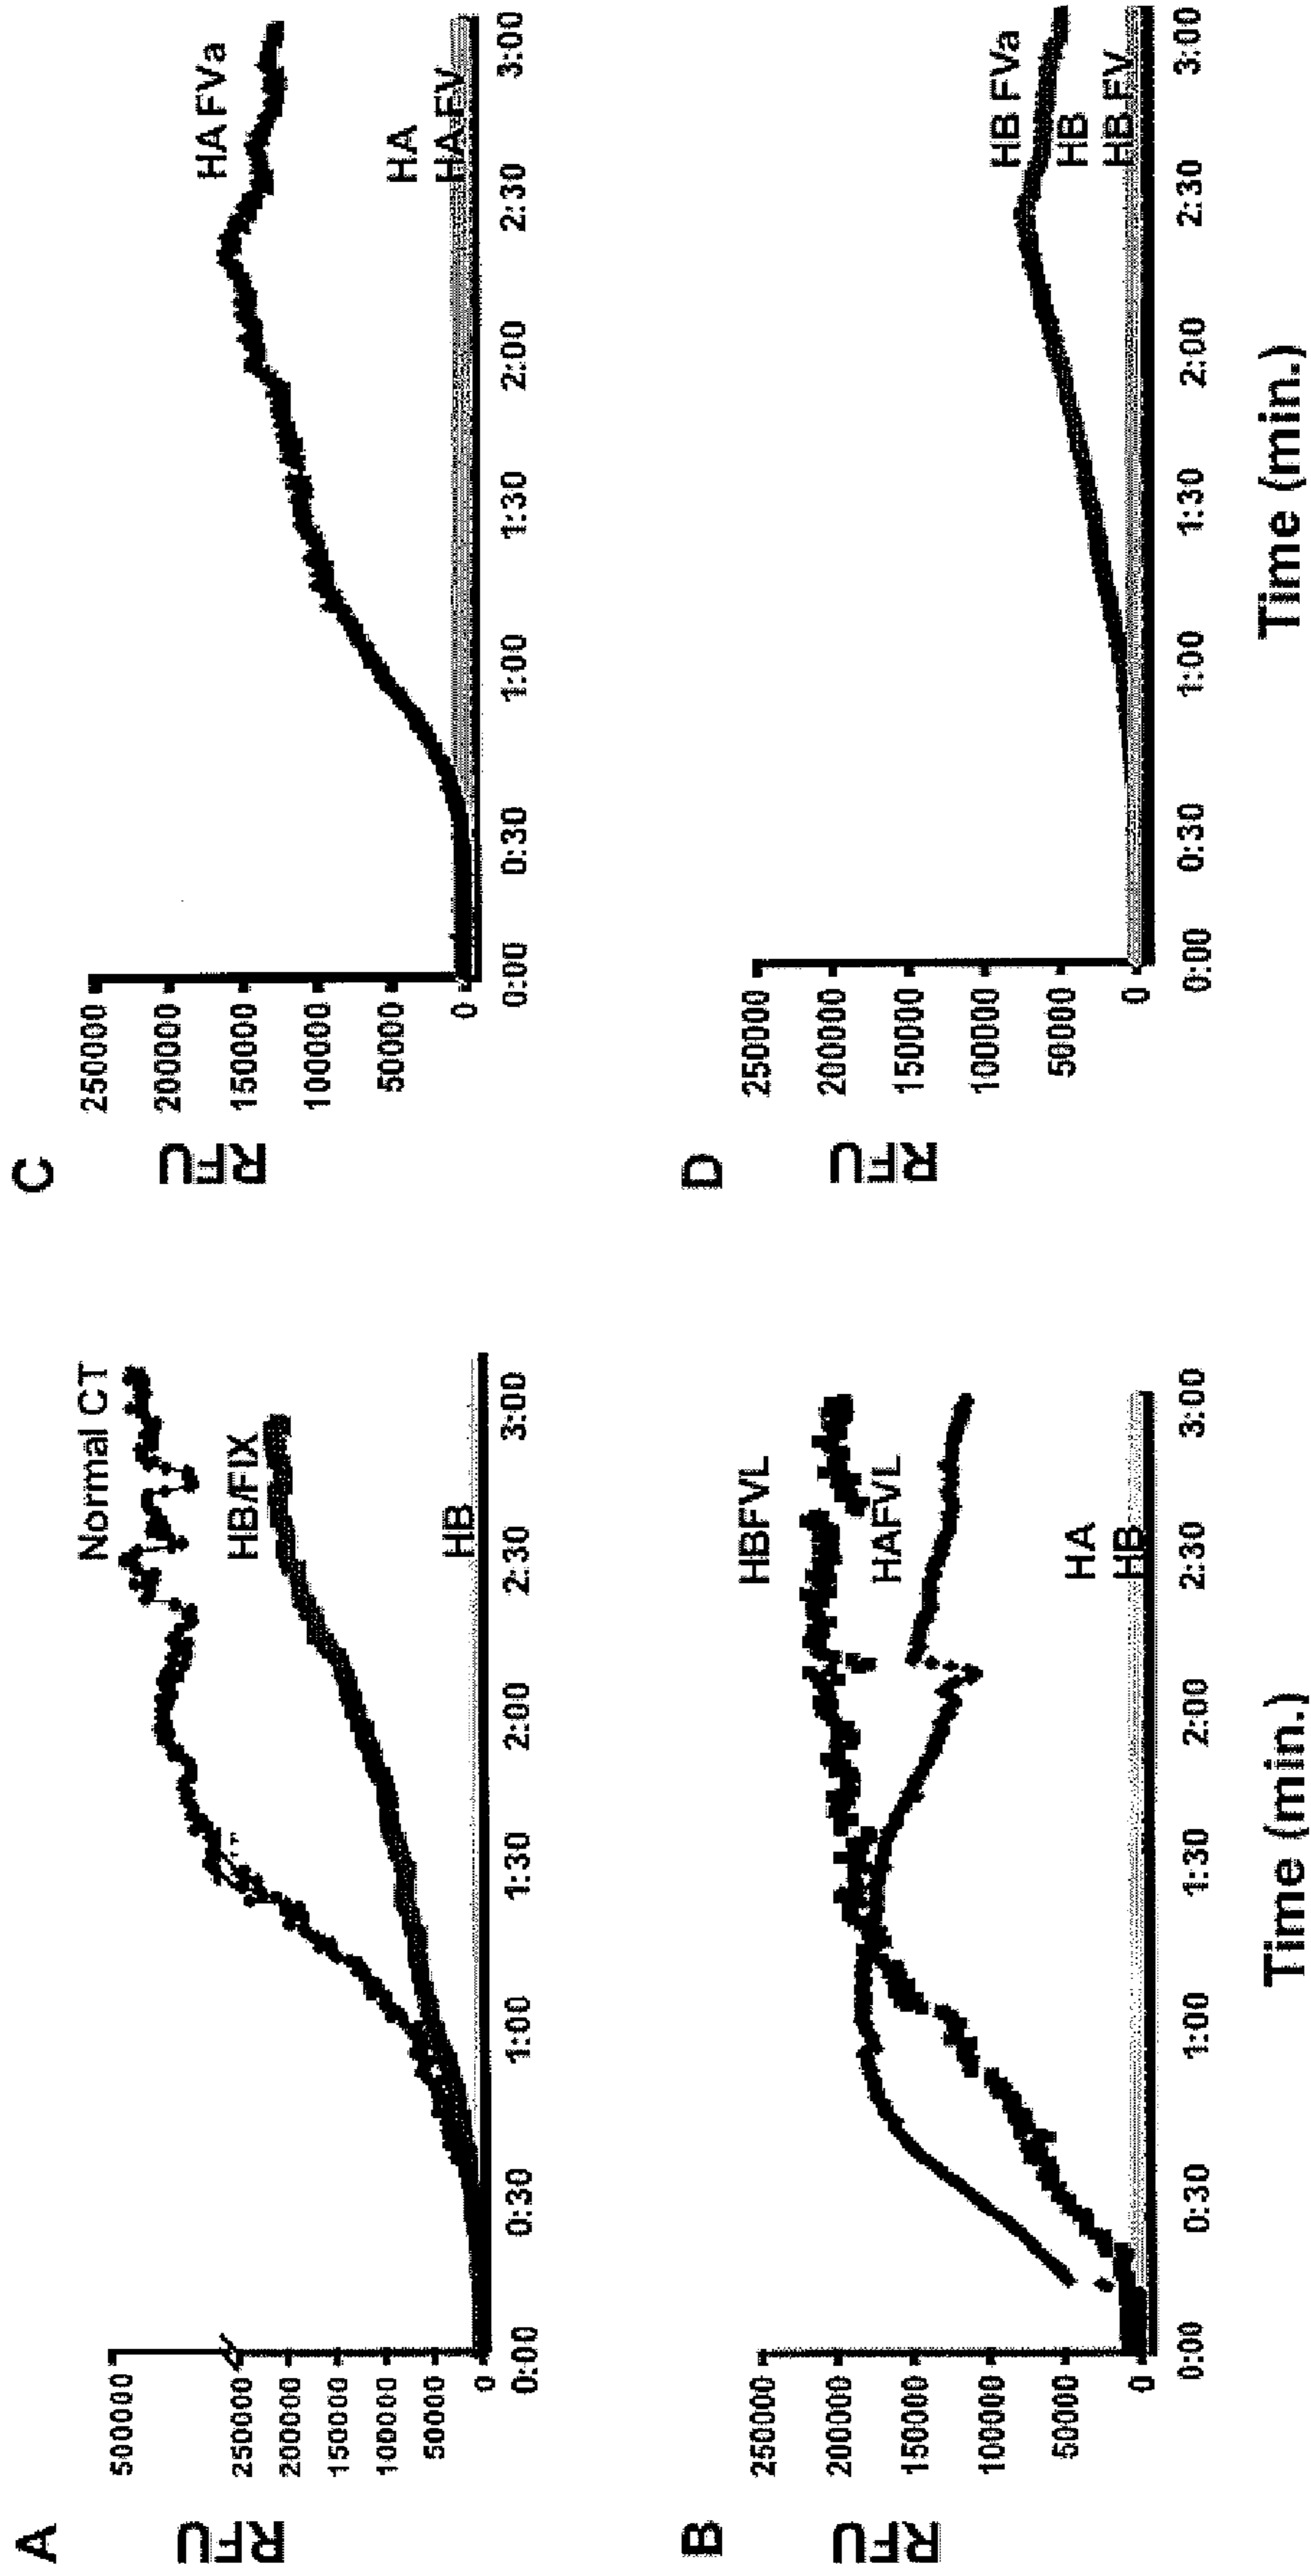 A
RFU
500000
250000
200000
150000
100000
50000
0
Normal CT
HB/FIX
HB
0:00 0:30 1:00 1:30 2:00 2:30 3:00
B
RFU
250000
200000
150000
100000
50000
0
HBFVL
HAFVL
HA
HB
0:00 0:30 1:00 1:30 2:00 2:30 3:00
Time (min.)
C
RFU
250000
200000
150000
100000
50000
0
HA FVa
HA
HA FV
0:00 0:30 1:00 1:30 2:00 2:30 3:00
D
RFU
250000
200000
150000
100000
50000
0
HB FVa
HB
HB FV
0:00 0:30 1:00 1:30 2:00 2:30 3:00
Time (min.)